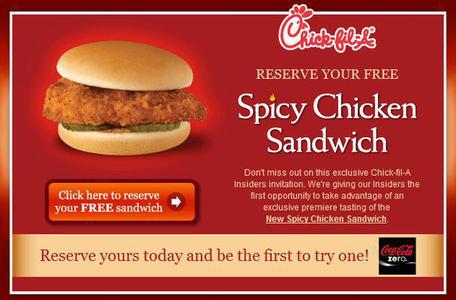 Chick-fil-A
RESERVE YOUR FREE
Spicy Chicken
Sandwich
Don't miss out on this exclusive Chick-fil-A
Insiders invitation. We're giving our Insiders the
first opportunity to take advantage of an
exclusive premiere tasting of the
New Spicy Chicken Sandwich.
Click here to reserve
your FREE sandwich
Reserve yours today and be the first to try one!
Coca-Cola
zero.